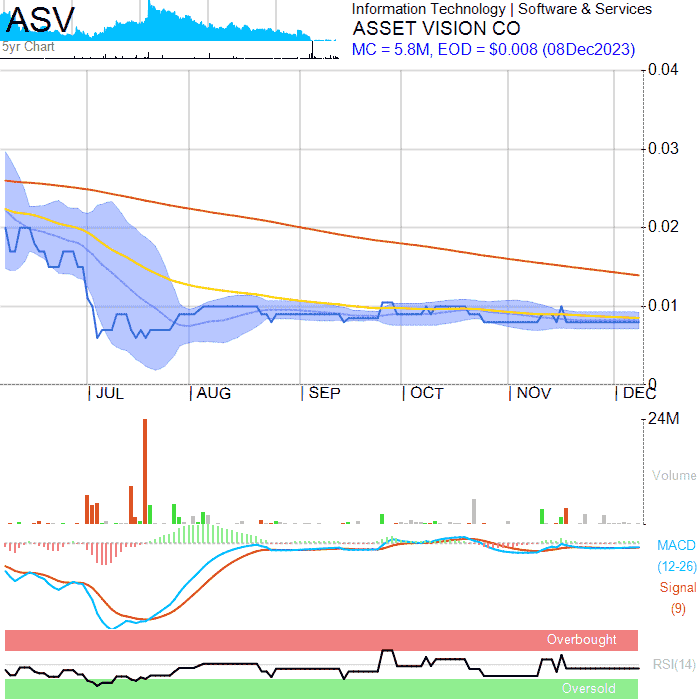 ASV
5yr Chart
Information Technology | Software & Services
ASSET VISION CO
MC = 5.8M, EOD = $0.008 (08Dec2023)
0.04
0.03
0.02
0.01
0
JUL
AUG
SEP
OCT
NOV
DEC
24M
Volume
MACD
(12-26)
Signal
(9)
Overbought
RSI(14)
Oversold